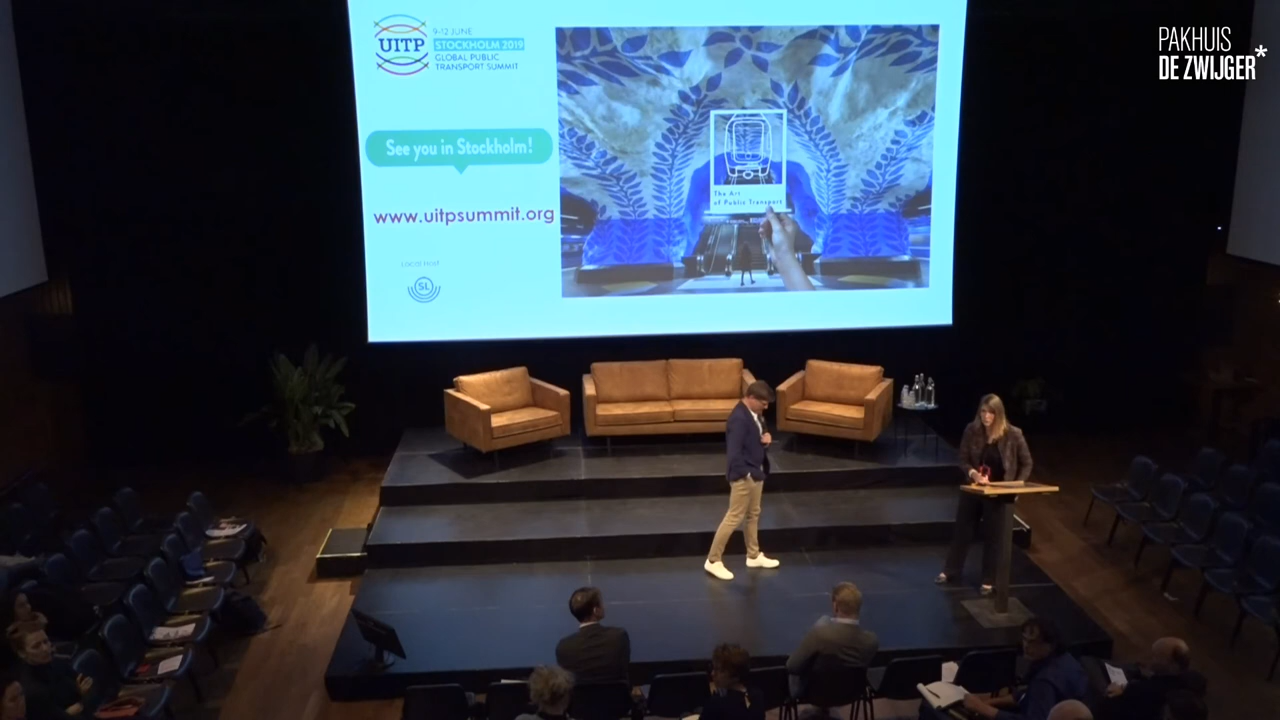 9-12 JUNE
UITP
STOCKHOLM 2019
GLOBAL PUBLIC
TRANSPORT SUMMIT
See you in Stockholm!
www.uitpsummit.org
Local host
SL
The Art
of Public Transport
PAKHUIS
DE ZWIJGER*